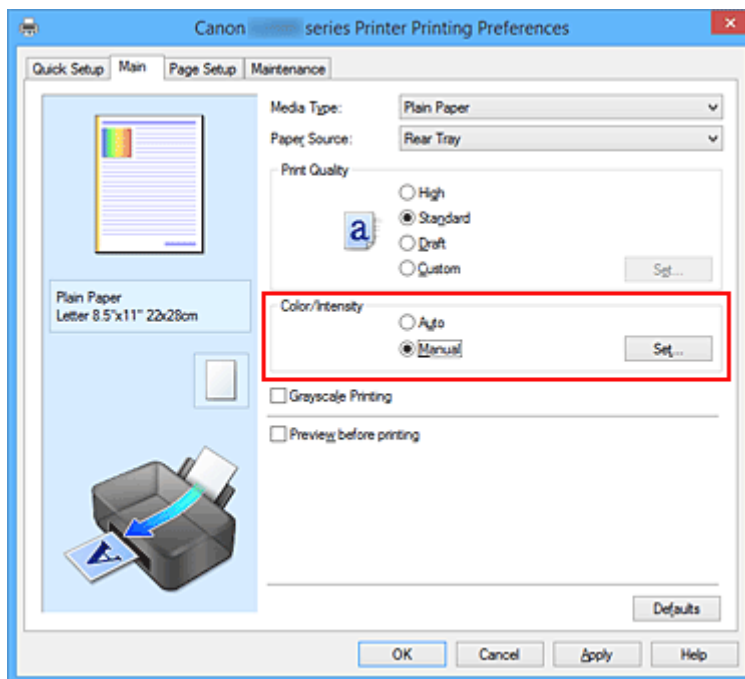 Canon series Printer Printing Preferences
Quick Setup Main Page Setup Maintenance
Media Type: Plain Paper
Paper Source: Rear Tray
Print Quality
High
Standard
Draft
Custom Set...
Plain Paper
Letter 8.5"x11" 22x28cm
Color/Intensity
Auto
Manual Set...
Grayscale Printing
Preview before printing
Defaults
OK Cancel Apply Help